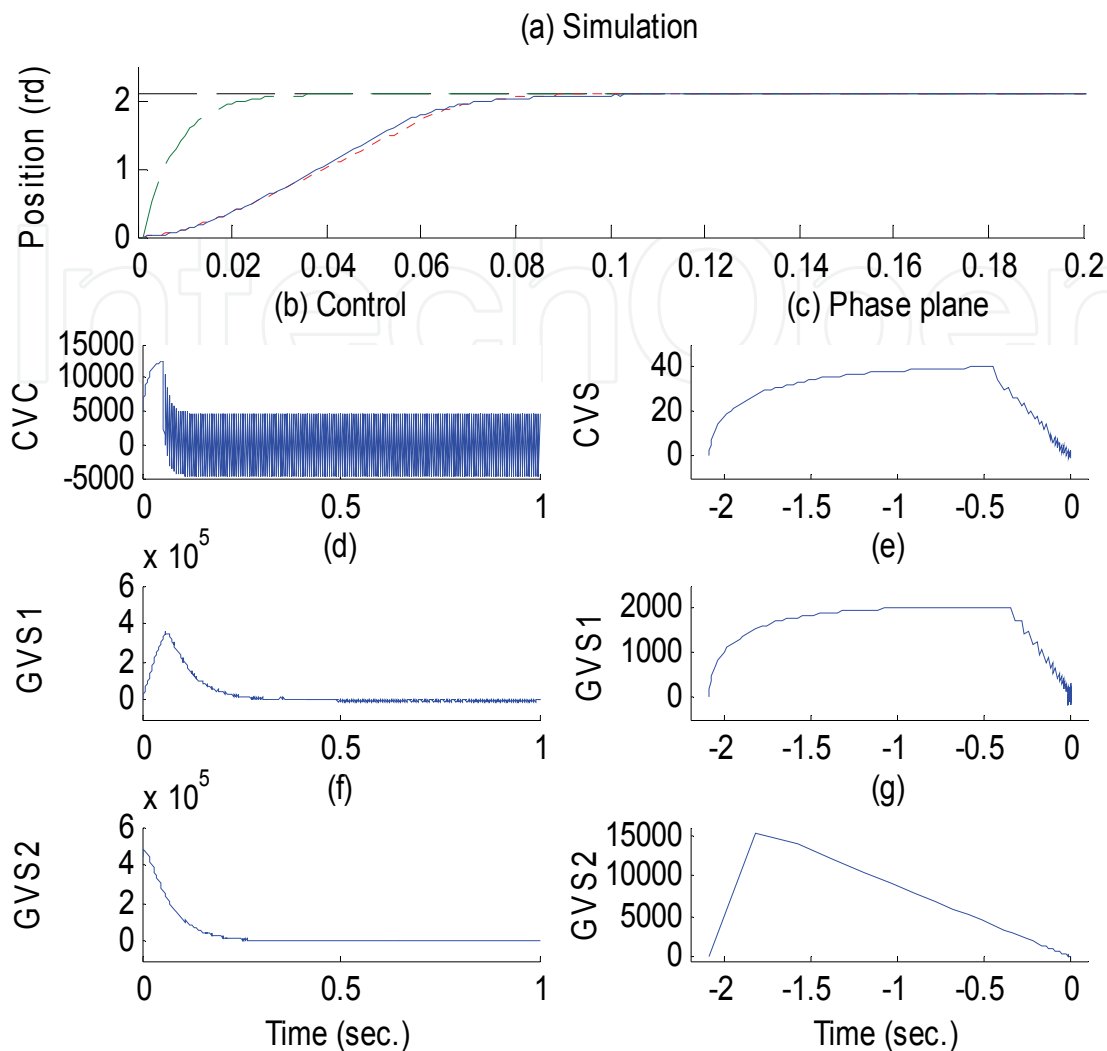 (a) Simulation
Position (rd)
2
1
0
0 0.02 0.04 0.06 0.08 0.1 0.12 0.14 0.16 0.18 0.2
IntechOpen
(b) Control
(c) Phase plane
CVC
15000
10000
5000
0
-5000
0 0.5 1
CVS
40
20
0
-2 -1.5 -1 -0.5 0
(d)
(e)
x 10^5
GVS1
6
4
2
0
0 0.5 1
GVS1
2000
1000
0
-2 -1.5 -1 -0.5 0
(f)
(g)
x 10^5
GVS2
6
4
2
0
0 0.5 1
Time (sec.)
GVS2
15000
10000
5000
0
-2 -1.5 -1 -0.5 0
Time (sec.)